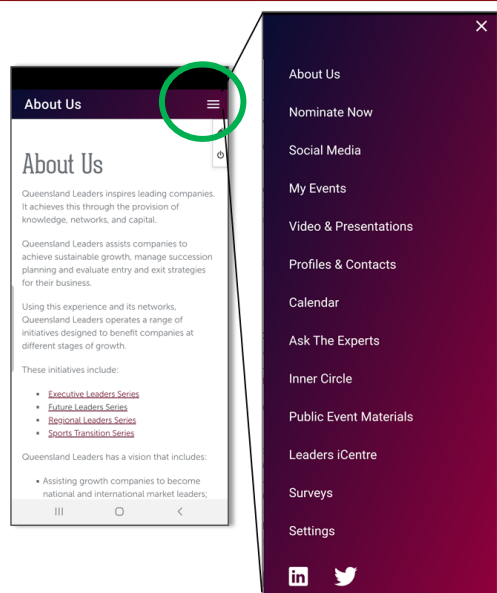 About Us
About Us
Queensland Leaders inspires leading companies.
It achieves this through the provision of
knowledge, networks, and capital.
Queensland Leaders assists companies to
achieve sustainable growth, manage succession
planning and evaluate entry and exit strategies
for their business.
Using this experience and its networks,
Queensland Leaders operates a range of
initiatives designed to benefit companies at
different stages of growth.
These initiatives include:
Executive Leaders Series
Future Leaders Series
Regional Leaders Series
Sports Transition Series
Queensland Leaders has a vision that includes:
Assisting growth companies to become
national and international market leaders;
About Us
Nominate Now
Social Media
My Events
Video & Presentations
Profiles & Contacts
Calendar
Ask The Experts
Inner Circle
Public Event Materials
Leaders iCentre
Surveys
Settings
in